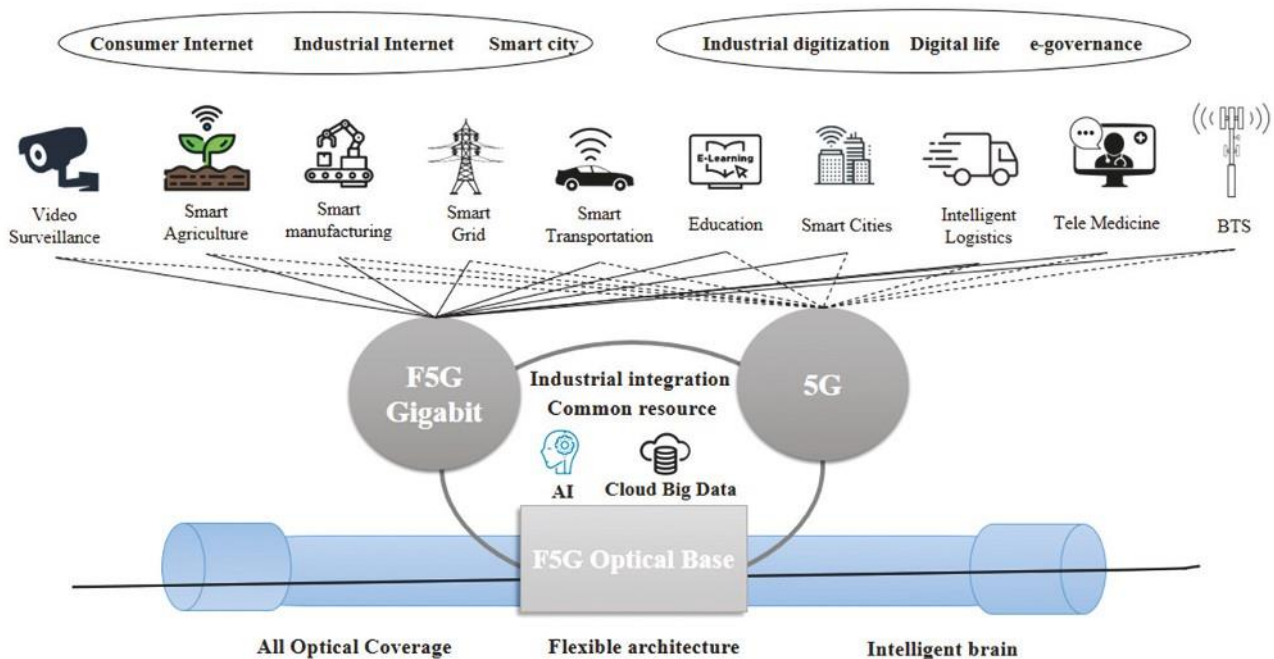 Consumer Internet Industrial Internet Smart city
Industrial digitization Digital life e-governance
E-Learning
Video
Surveillance
Smart
Agriculture
Smart
manufacturing
Smart
Grid
Smart
Transportation
Education
Smart Cities
Intelligent
Logistics
Tele Medicine
BTS
F5G
Gigabit
5G
Industrial integration
Common resource
AI
Cloud Big Data
F5G Optical Base
All Optical Coverage
Flexible architecture
Intelligent brain